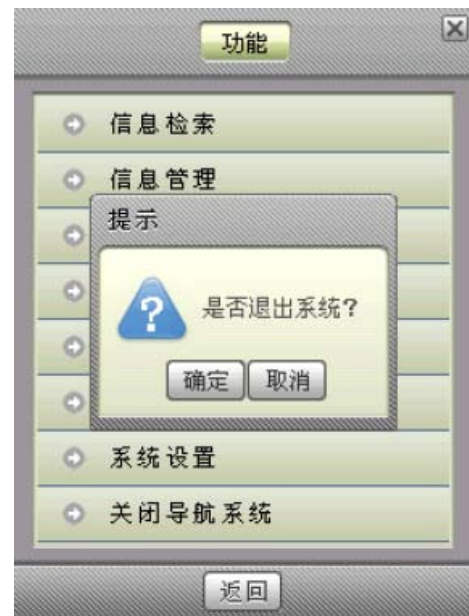 功能
信息检索
信息管理
提示
是否退出系统?
确定 取消
系统设置
关闭导航系统
返回